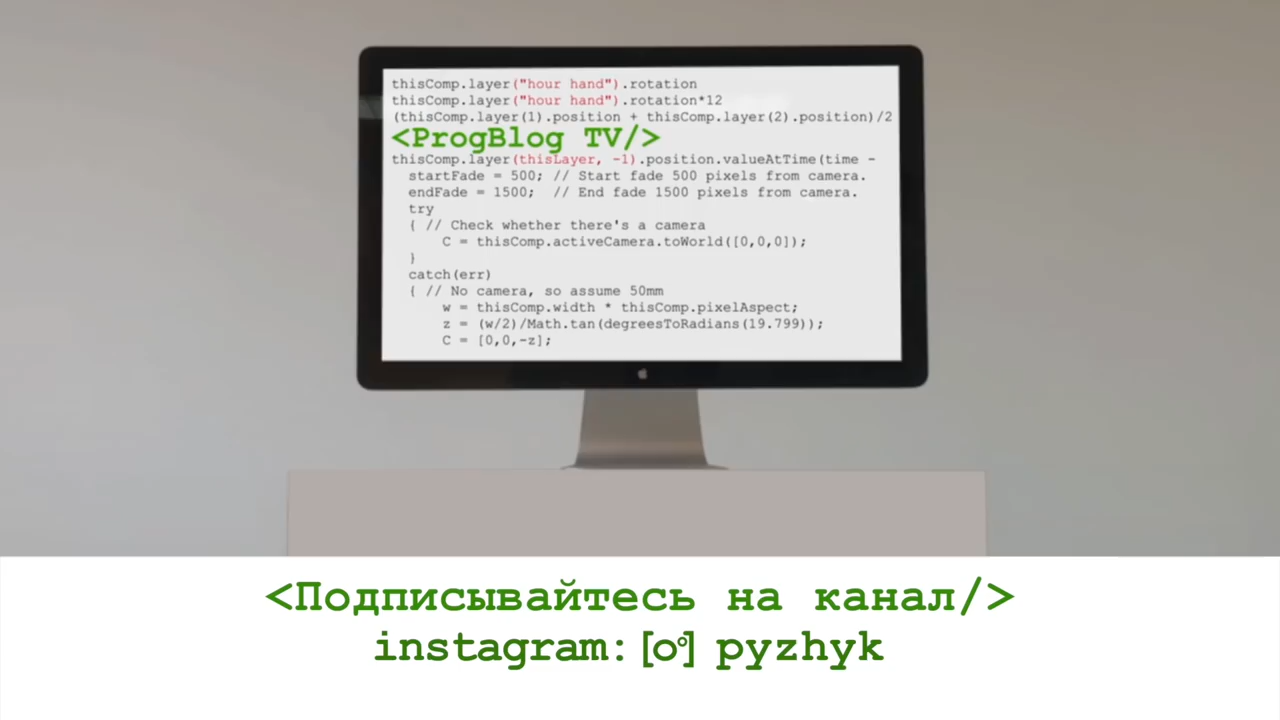 thisComp.layer("hour hand").rotation
thisComp.layer("hour hand").rotation*12
(thisComp.layer(1).position + thisComp.layer(2).position)/2
<ProgBlog TV/>
thisComp.layer(thisLayer, -1).position.valueAtTime(time -
startFade = 500; // Start fade 500 pixels from camera.
endFade = 1500;  // End fade 1500 pixels from camera.
try
{ // Check whether there's a camera
C = thisComp.activeCamera.toWorld([0,0,0]);
}
catch(err)
{ // No camera, so assume 50mm
w = thisComp.width * thisComp.pixelAspect;
z = (w/2)/Math.tan(degreesToRadians(19.799));
C = [0,0,-z];
<Подписывайтесь на канал/>
instagram:[o°] pyzhyk